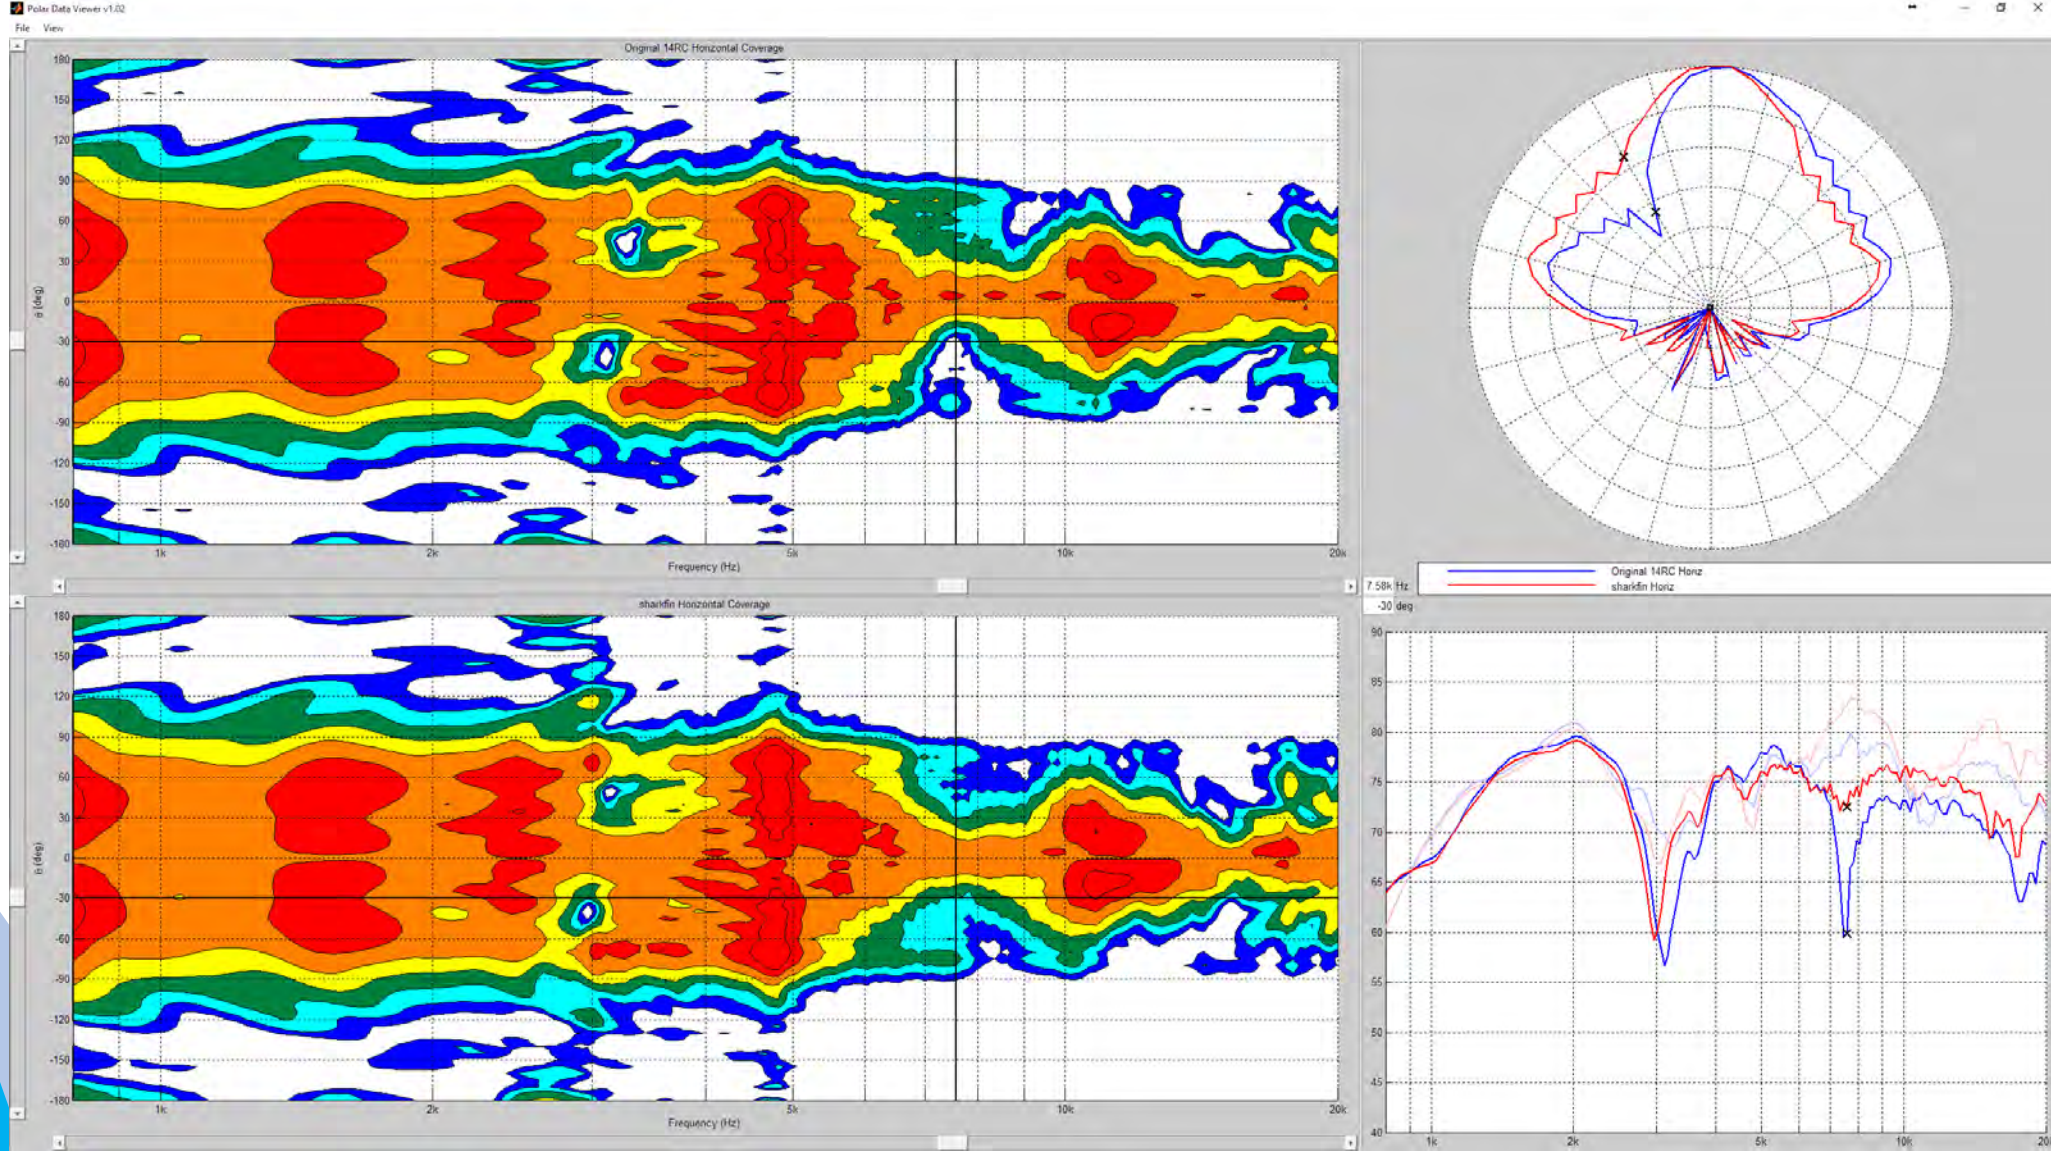 Polar Data Viewer v1.02
File View
Original 14RC Horizontal Coverage
180
150
120
90
60
30
0
-30
-60
-90
-120
-150
-180
θ (deg)
1k 2k 5k 10k 20k
Frequency (Hz)
sharkfin Horizontal Coverage
180
150
120
90
60
30
0
-30
-60
-90
-120
-150
-180
θ (deg)
1k 2k 5k 10k 20k
Frequency (Hz)
Original 14RC Horiz
sharkfin Horiz
7.58k Hz
-30 deg
90
85
80
75
70
65
60
55
50
45
40
1k 2k 5k 10k 20